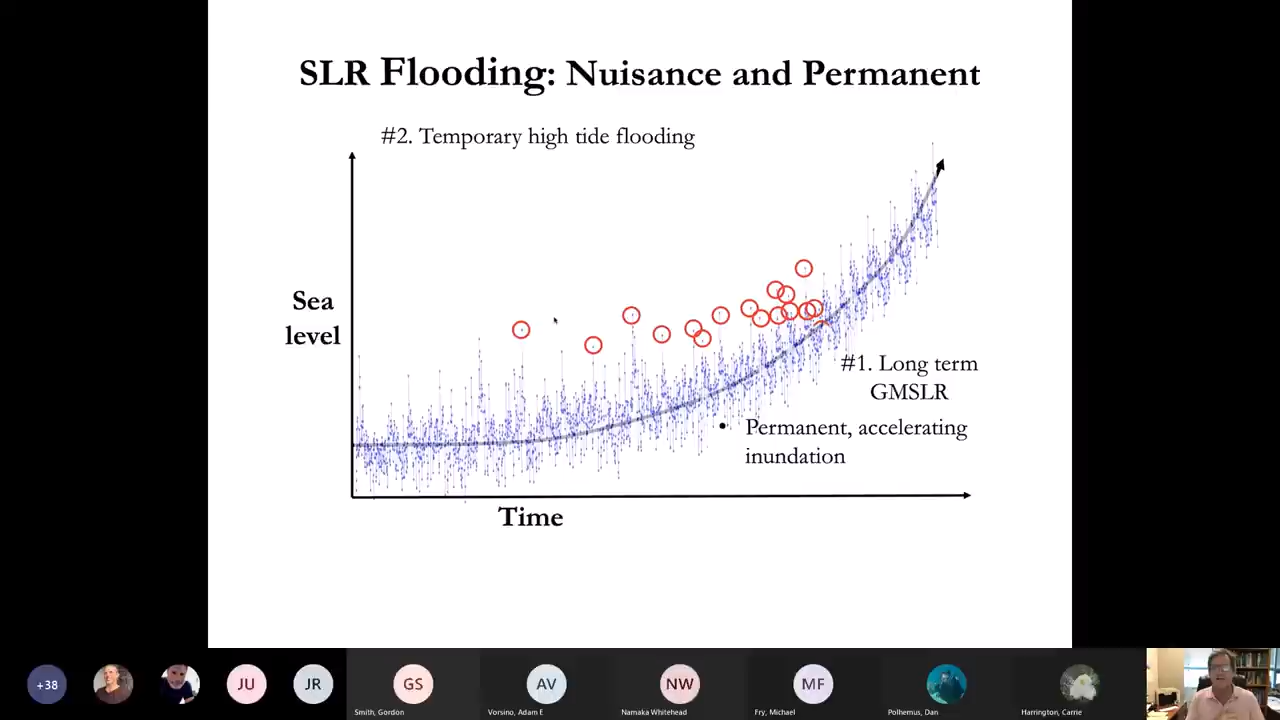 SLR Flooding: Nuisance and Permanent
#2. Temporary high tide flooding
Sea
level
#1. Long term
GMSLR
• Permanent, accelerating
inundation
Time
+38
JU
JR
GS
AV
NW
MF
Smith, Gordon
Vorsino, Adam E
Namaka Whitehead
Fry, Michael
Polhemus, Dan
Harrington, Carrie